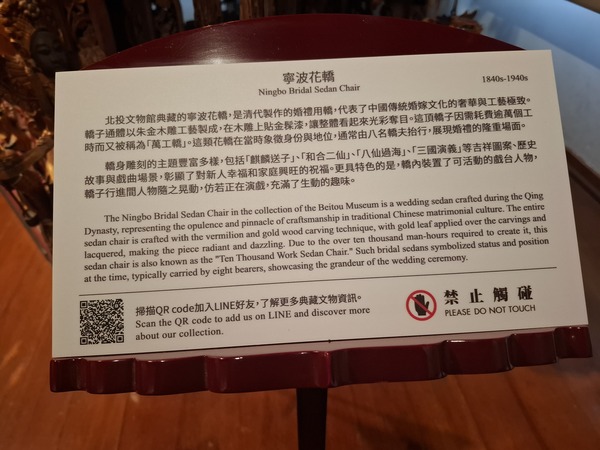 寧波花轎
Ningbo Bridal Sedan Chair
1840s-1940s
北投文物館典藏的寧波花轎，是清代製作的婚禮用轎，代表了中國傳統婚嫁文化的奢華與工藝極致。
轎子通體以朱金木雕工藝製成，在木雕上貼金髹漆，讓整體看起來光彩奪目。這頂轎子因需耗費逾萬個工
時而又被稱為「萬工轎」。這類花轎在當時象徵身份與地位，通常由八名轎夫抬行，展現婚禮的隆重場面。
轎身雕刻的主題豐富多樣，包括「麒麟送子」、「和合二仙」、「八仙過海」、「三國演義」等吉祥圖案、歷史
故事與戲曲場景，彰顯了對新人幸福和家庭興旺的祝福。更具特色的是，轎內裝置了可活動的戲台人物，
轎子行進間人物隨之晃動，仿若正在演戲，充滿了生動的趣味。
The Ningbo Bridal Sedan Chair in the collection of the Beitou Museum is a wedding sedan crafted during the Qing
Dynasty, representing the opulence and pinnacle of craftsmanship in traditional Chinese matrimonial culture. The entire
sedan chair is crafted with the vermilion and gold wood carving technique, with gold leaf applied over the carvings and
lacquered, making the piece radiant and dazzling. Due to the over ten thousand man-hours required to create it, this
sedan chair is also known as the "Ten Thousand Work Sedan Chair." Such bridal sedans symbolized status and position
at the time, typically carried by eight bearers, showcasing the grandeur of the wedding ceremony.
掃描QR code加入LINE好友，了解更多典藏文物資訊。
Scan the QR code to add us on LINE and discover more
about our collection.
禁止觸碰
PLEASE DO NOT TOUCH